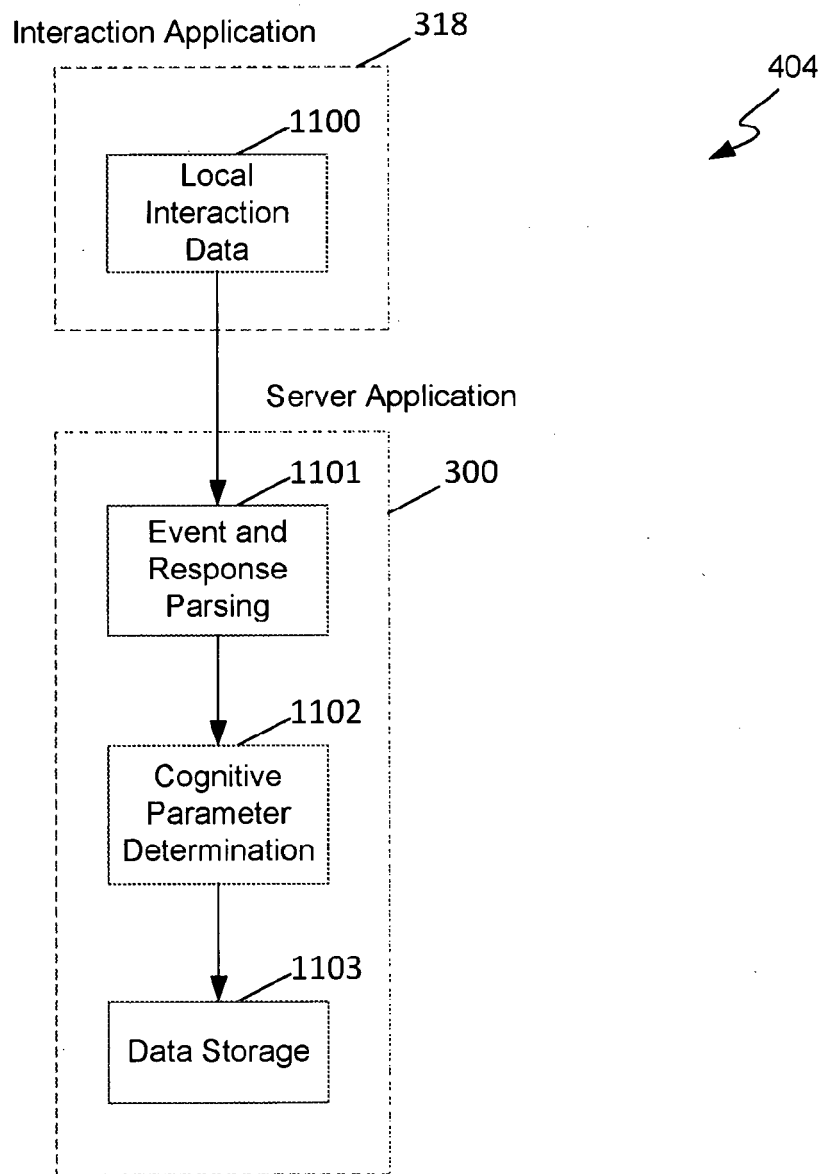 Interaction Application
318
404
1100
Local
Interaction
Data
Server Application
1101
300
Event and
Response
Parsing
1102
Cognitive
Parameter
Determination
1103
Data Storage